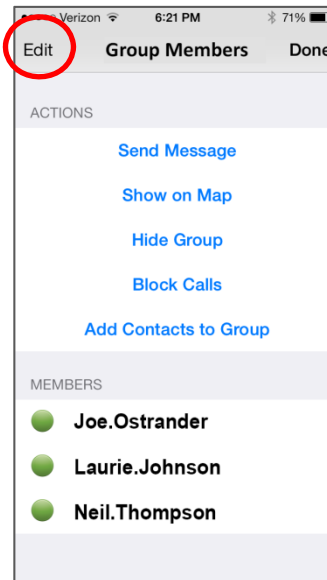 Verizon 6:21 PM 71%
Edit Group Members Done
ACTIONS
Send Message
Show on Map
Hide Group
Block Calls
Add Contacts to Group
MEMBERS
Joe.Ostrander
Laurie.Johnson
Neil.Thompson